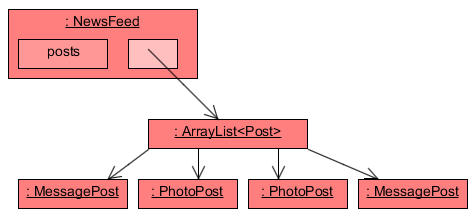 : NewsFeed
posts
: ArrayList<Post>
: MessagePost
: PhotoPost
: PhotoPost
: MessagePost